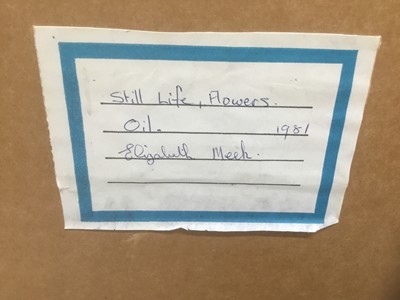 Still Life, Flowers.
Oil. 1981
Elizabeth Meek.